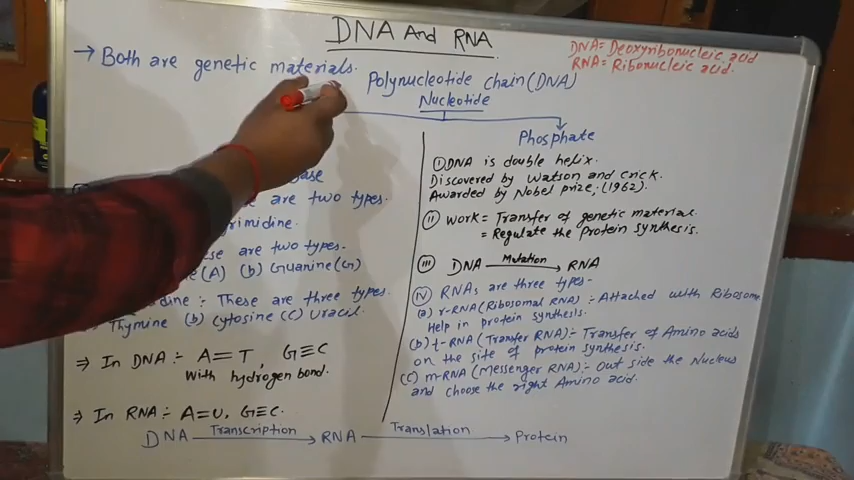 DNA And RNA
DNA = Deoxyribonucleic acid
RNA = Ribonucleic acid.
→ Both are genetic materials.
Polynucleotide chain (DNA)
Nucleotide
Phosphate
are two types.
These are two types.
(A) (b) Guanine (G)
: These are three types.
Thymine (b) cytosine (c) Uracil.
⇒ In DNA :- A=T, G≡C
With hydrogen bond.
⇒ In RNA :- A=U, G≡C.
(I) DNA is double helix.
Discovered by Watson and Crick.
Awarded by Nobel prize, (1962).
(II) Work = Transfer of genetic material.
= Regulate the protein synthesis.
(III) DNA Mutation→ RNA
(IV) RNAs are three types-
(a) r-RNA (Ribosomal RNA) :- Attached with Ribosome
Help in protein synthesis.
(b) t-RNA (Transfer RNA) :- Transfer of Amino acids
on the site of protein synthesis.
(c) m-RNA (Messenger RNA) :- Out side the Nucleus
and choose the right Amino acid.
DNA Transcription→ RNA Translation→ Protein